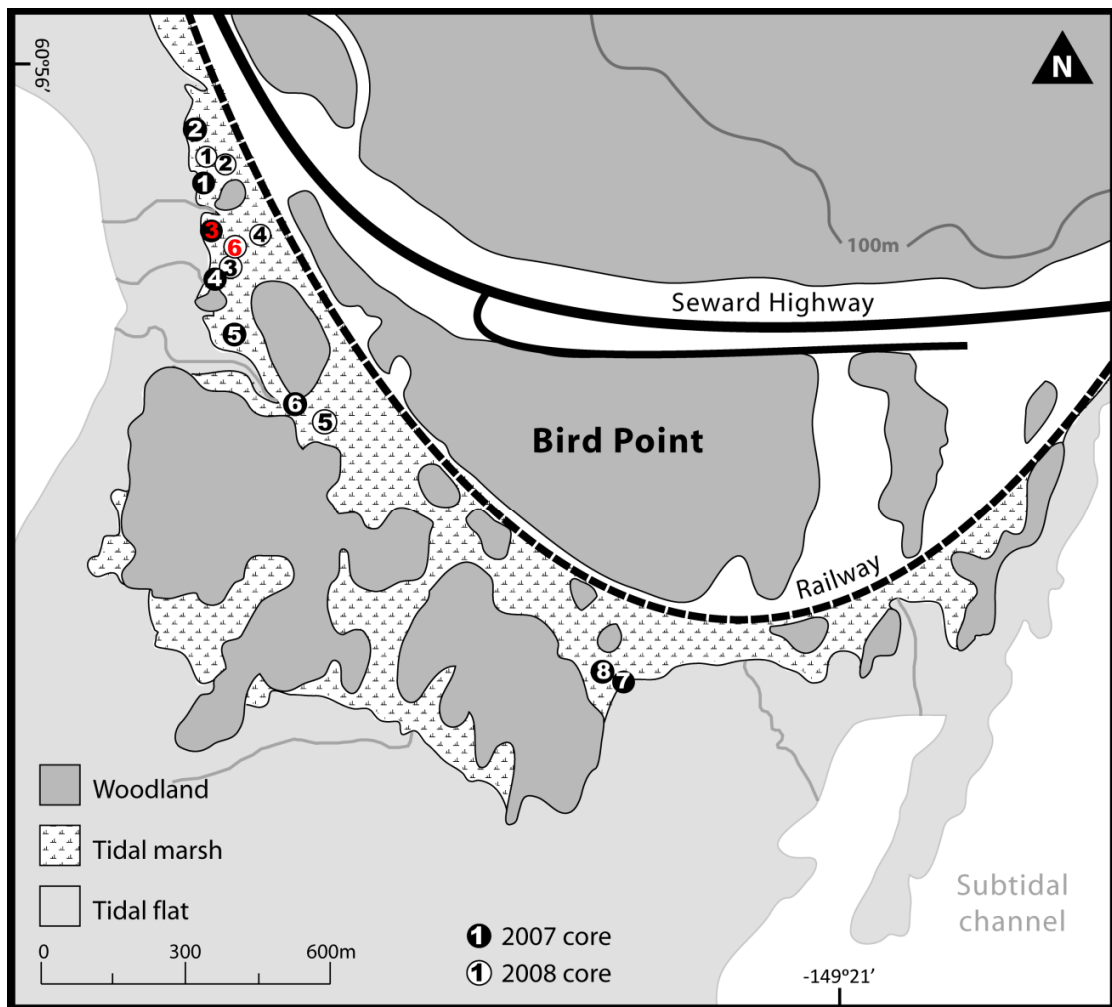 60°56'
N
2
1
2
1
3
4
6
3
4
5
6
5
100m
Seward Highway
Bird Point
Railway
8
7
Woodland
Tidal marsh
Tidal flat
0 300 600m
1 2007 core
1 2008 core
Subtidal
channel
-149°21'